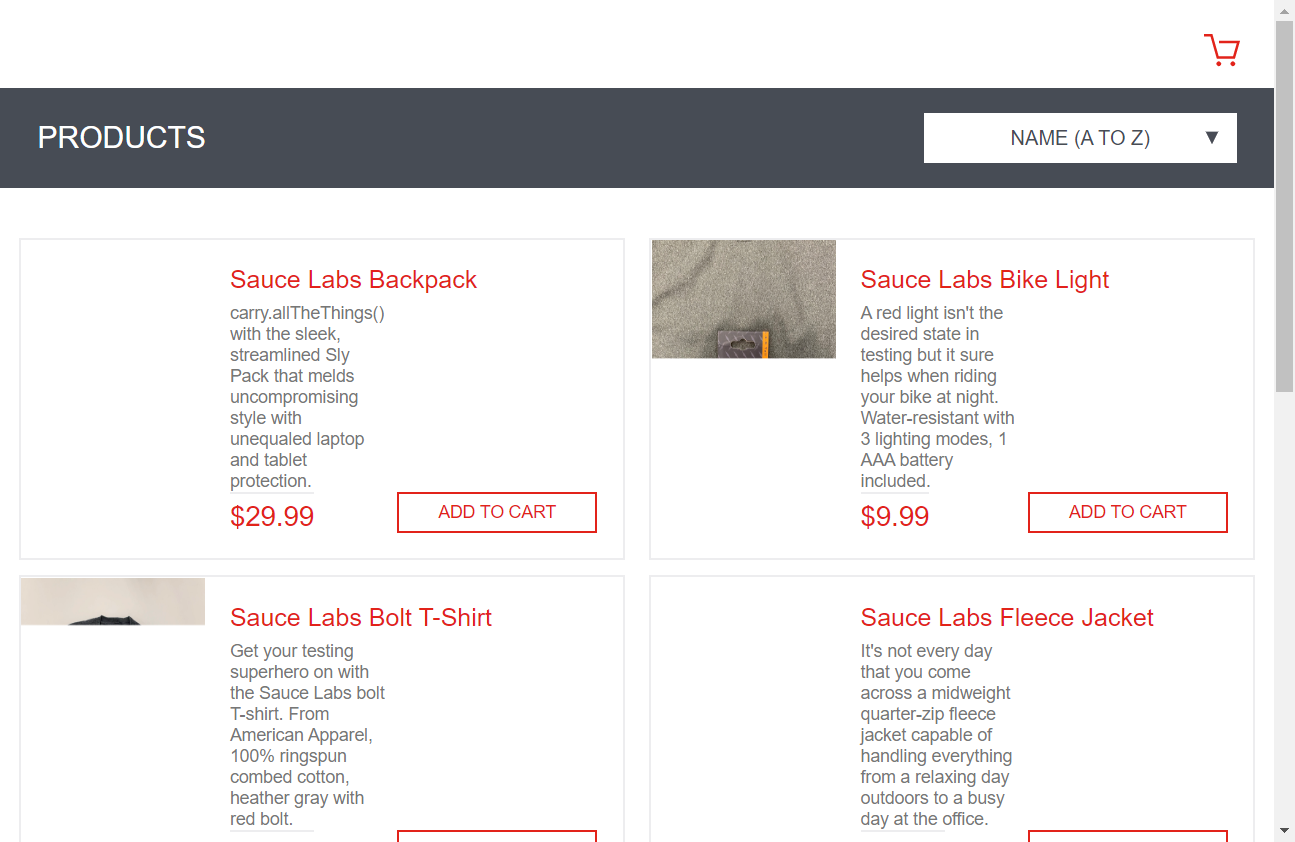 PRODUCTS
NAME (A TO Z) ▼
Sauce Labs Backpack
carry.allTheThings()
with the sleek,
streamlined Sly
Pack that melds
uncompromising
style with
unequaled laptop
and tablet
protection.
$29.99
ADD TO CART
Sauce Labs Bike Light
A red light isn't the
desired state in
testing but it sure
helps when riding
your bike at night.
Water-resistant with
3 lighting modes, 1
AAA battery
included.
$9.99
ADD TO CART
Sauce Labs Bolt T-Shirt
Get your testing
superhero on with
the Sauce Labs bolt
T-shirt. From
American Apparel,
100% ringspun
combed cotton,
heather gray with
red bolt.
Sauce Labs Fleece Jacket
It's not every day
that you come
across a midweight
quarter-zip fleece
jacket capable of
handling everything
from a relaxing day
outdoors to a busy
day at the office.